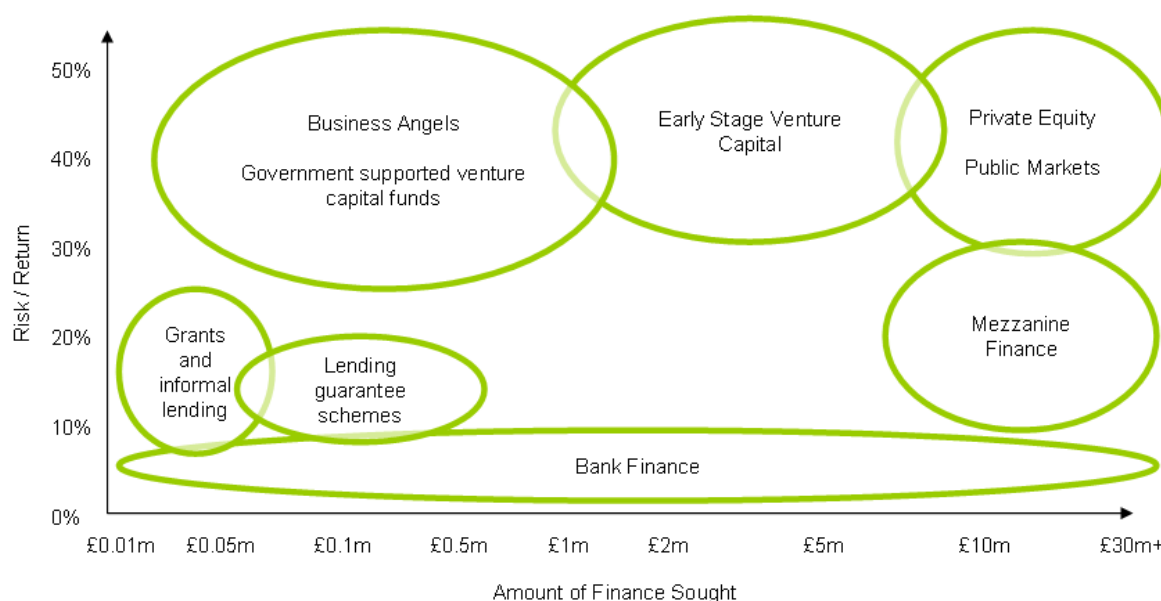 50%
40%
30%
20%
10%
0%
Risk / Return
Business Angels
Government supported venture
capital funds
Early Stage Venture
Capital
Private Equity
Public Markets
Grants
and
informal
lending
Lending
guarantee
schemes
Mezzanine
Finance
Bank Finance
£0.01m £0.05m £0.1m £0.5m £1m £2m £5m £10m £30m+
Amount of Finance Sought